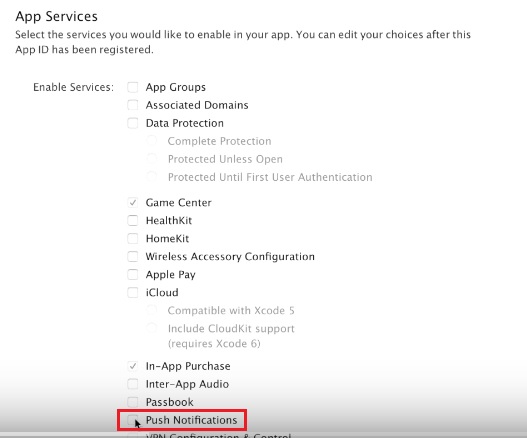 App Services
Select the services you would like to enable in your app. You can edit your choices after this
App ID has been registered.
Enable Services:
App Groups
Associated Domains
Data Protection
Complete Protection
Protected Unless Open
Protected Until First User Authentication
Game Center
HealthKit
HomeKit
Wireless Accessory Configuration
Apple Pay
iCloud
Compatible with Xcode 5
Include CloudKit support
(requires Xcode 6)
In-App Purchase
Inter-App Audio
Passbook
Push Notifications
VPN Configuration & Control